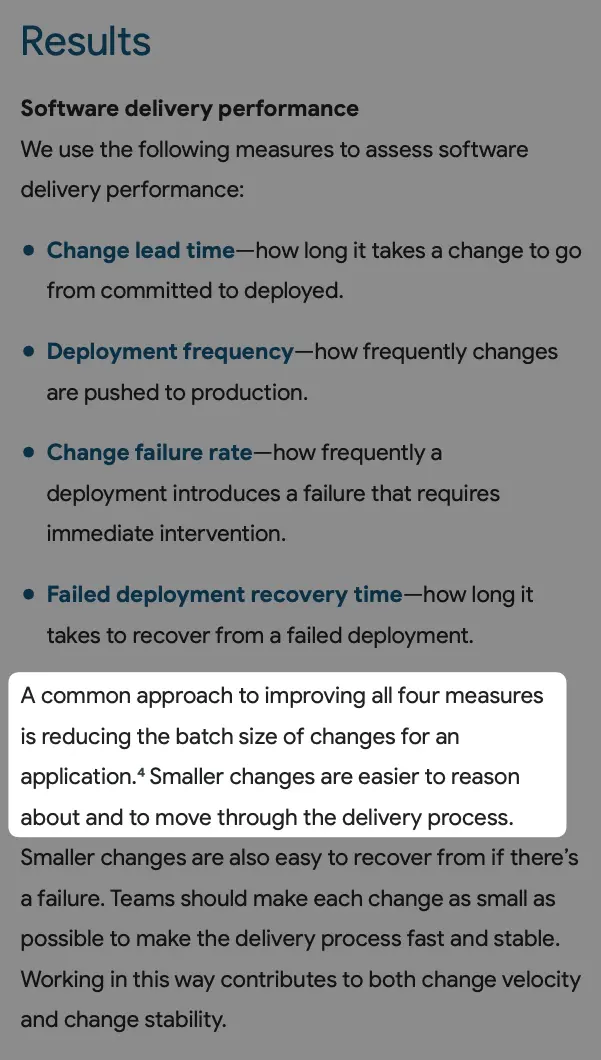 Results
Software delivery performance
We use the following measures to assess software
delivery performance:
• Change lead time—how long it takes a change to go
from committed to deployed.
• Deployment frequency—how frequently changes
are pushed to production.
• Change failure rate—how frequently a
deployment introduces a failure that requires
immediate intervention.
• Failed deployment recovery time—how long it
takes to recover from a failed deployment.
A common approach to improving all four measures
is reducing the batch size of changes for an
application.⁴ Smaller changes are easier to reason
about and to move through the delivery process.
Smaller changes are also easy to recover from if there’s
a failure. Teams should make each change as small as
possible to make the delivery process fast and stable.
Working in this way contributes to both change velocity
and change stability.